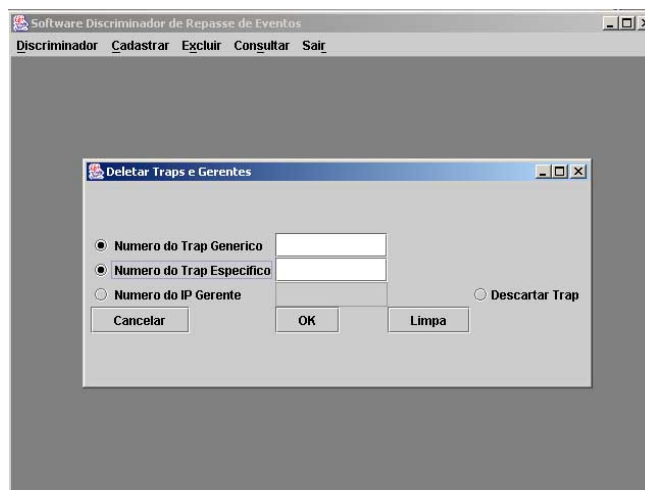 Software Discriminador de Repasse de Eventos
Discriminador Cadastrar Excluir Consultar Sair
Deletar Traps e Gerentes
Numero do Trap Generico
Numero do Trap Especifico
Numero do IP Gerente Descartar Trap
Cancelar OK Limpa